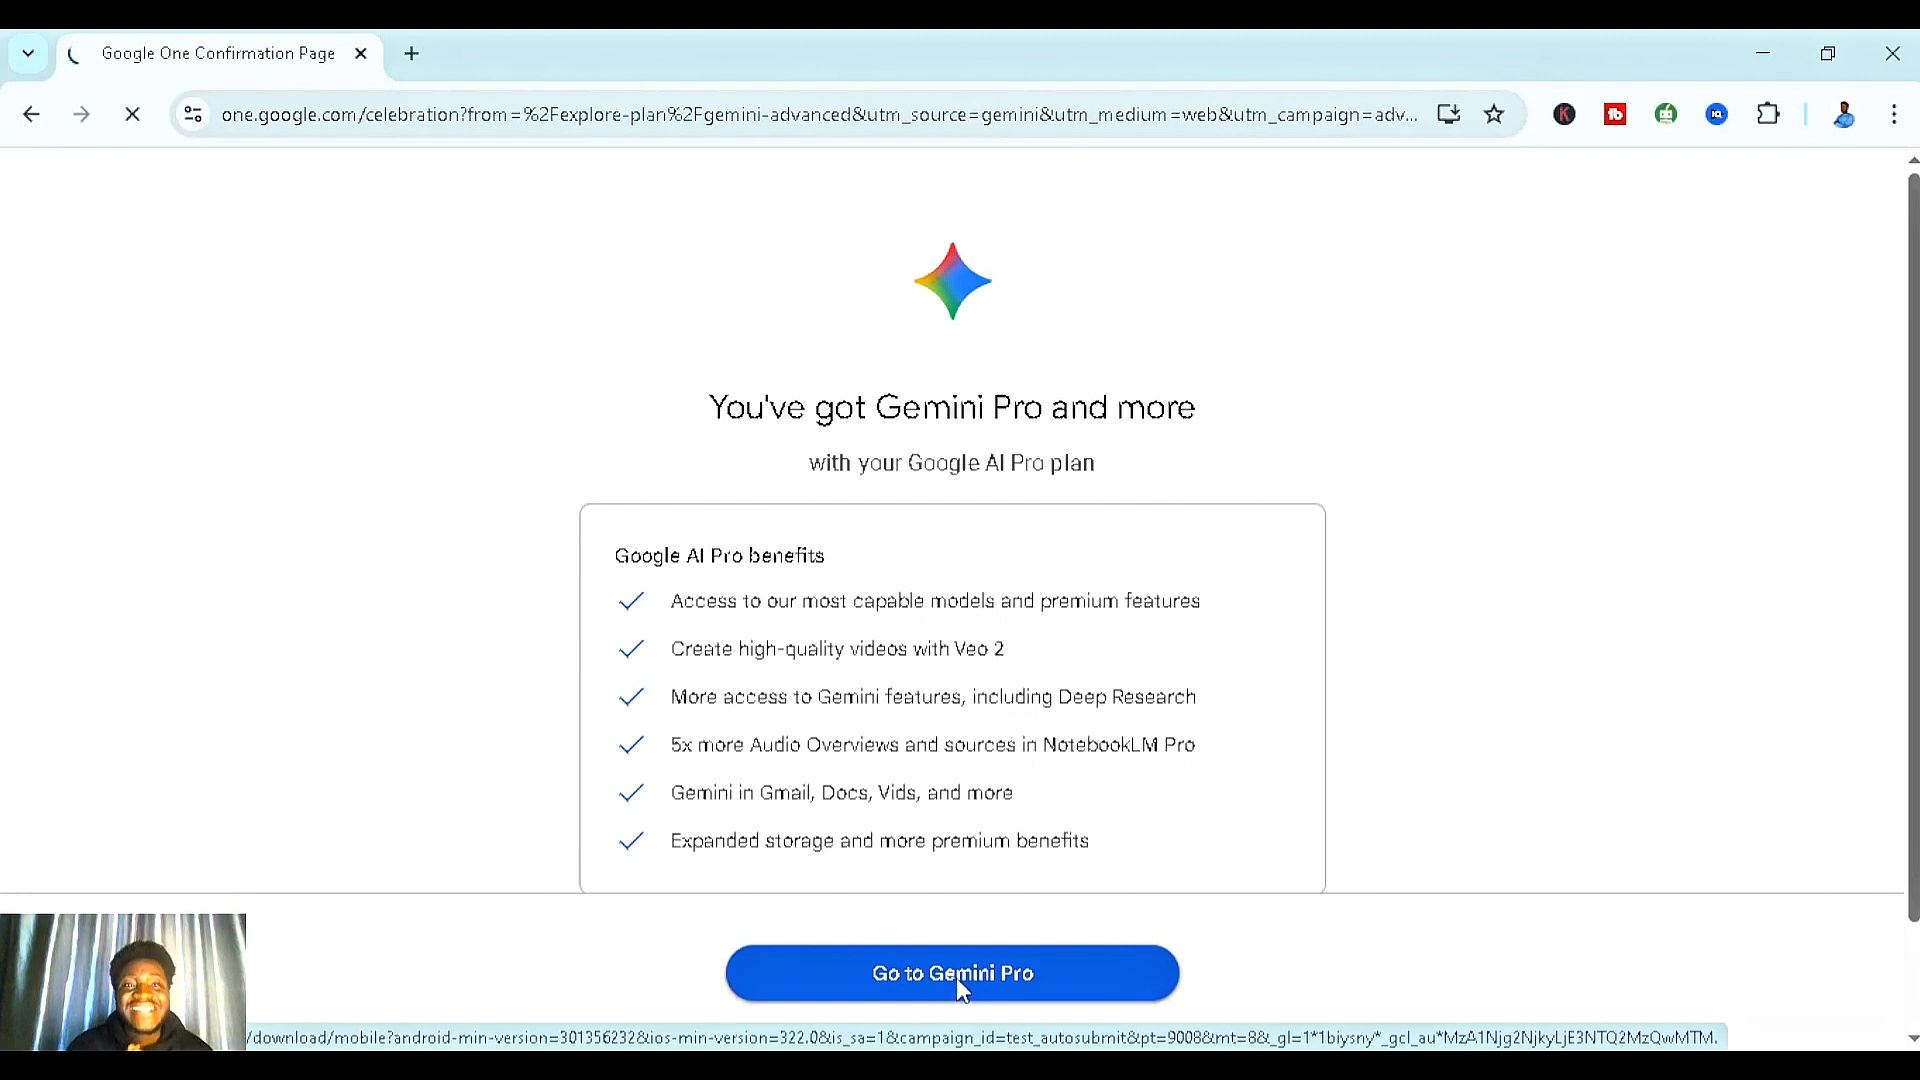 Google One Confirmation Page
one.google.com/celebration?from=%2Fexplore-plan%2Fgemini-advanced&utm_source=gemini&utm_medium=web&utm_campaign=adv...
You've got Gemini Pro and more
with your Google AI Pro plan
Google AI Pro benefits
Access to our most capable models and premium features
Create high-quality videos with Veo 2
More access to Gemini features, including Deep Research
5x more Audio Overviews and sources in NotebookLM Pro
Gemini in Gmail, Docs, Vids, and more
Expanded storage and more premium benefits
Go to Gemini Pro
/download/mobile?android-min-version=301356232&ios-min-version=322.0&is_sa=1&campaign_id=test_autosubmit&pt=9008&mt=8&_gl=1*1biysny*_gcl_au*MzA1Njg2NjkyLjE3NTQ2MzQwMTM.